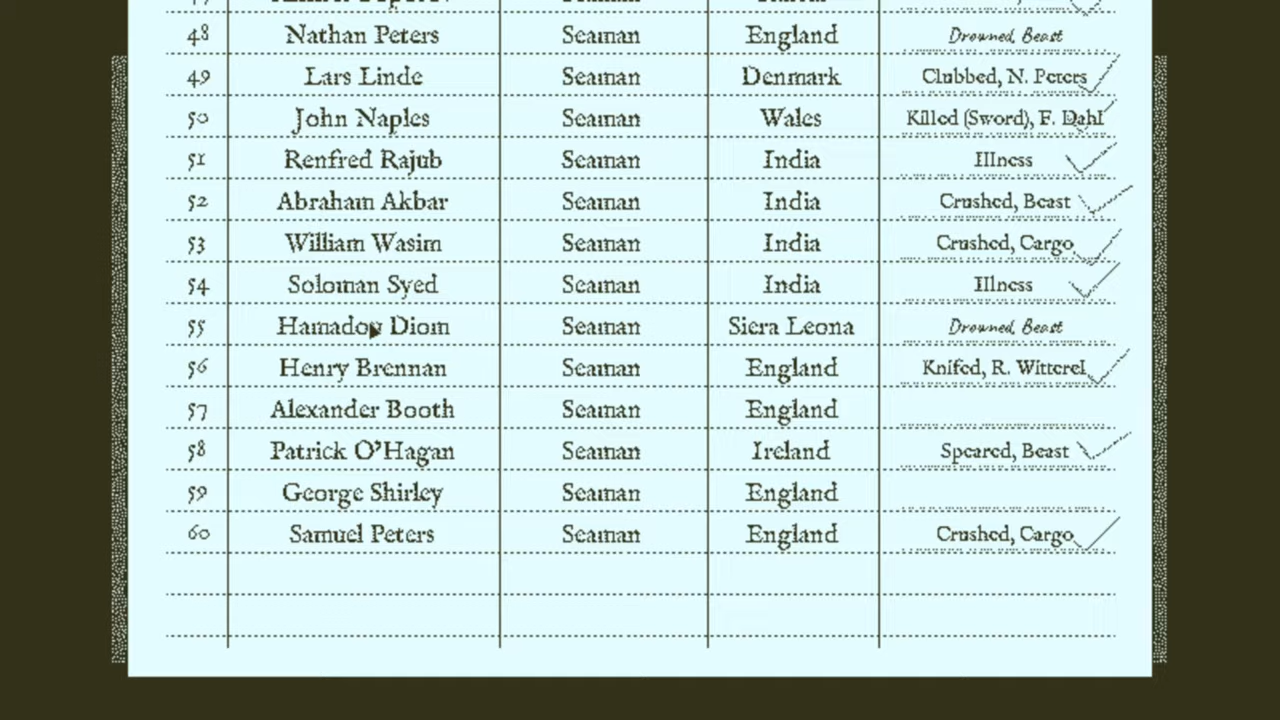 48 Nathan Peters Seaman England Drowned, Beast
49 Lars Linde Seaman Denmark Clubbed, N. Peters
50 John Naples Seaman Wales Killed (Sword), F. Dahl
51 Renfred Rajub Seaman India Illness
52 Abraham Akbar Seaman India Crushed, Beast
53 William Wasim Seaman India Crushed, Cargo
54 Soloman Syed Seaman India Illness
55 Hamadou Diom Seaman Siera Leona Drowned, Beast
56 Henry Brennan Seaman England Knifed, R. Witterel
57 Alexander Booth Seaman England
58 Patrick O'Hagan Seaman Ireland Speared, Beast
59 George Shirley Seaman England
60 Samuel Peters Seaman England Crushed, Cargo